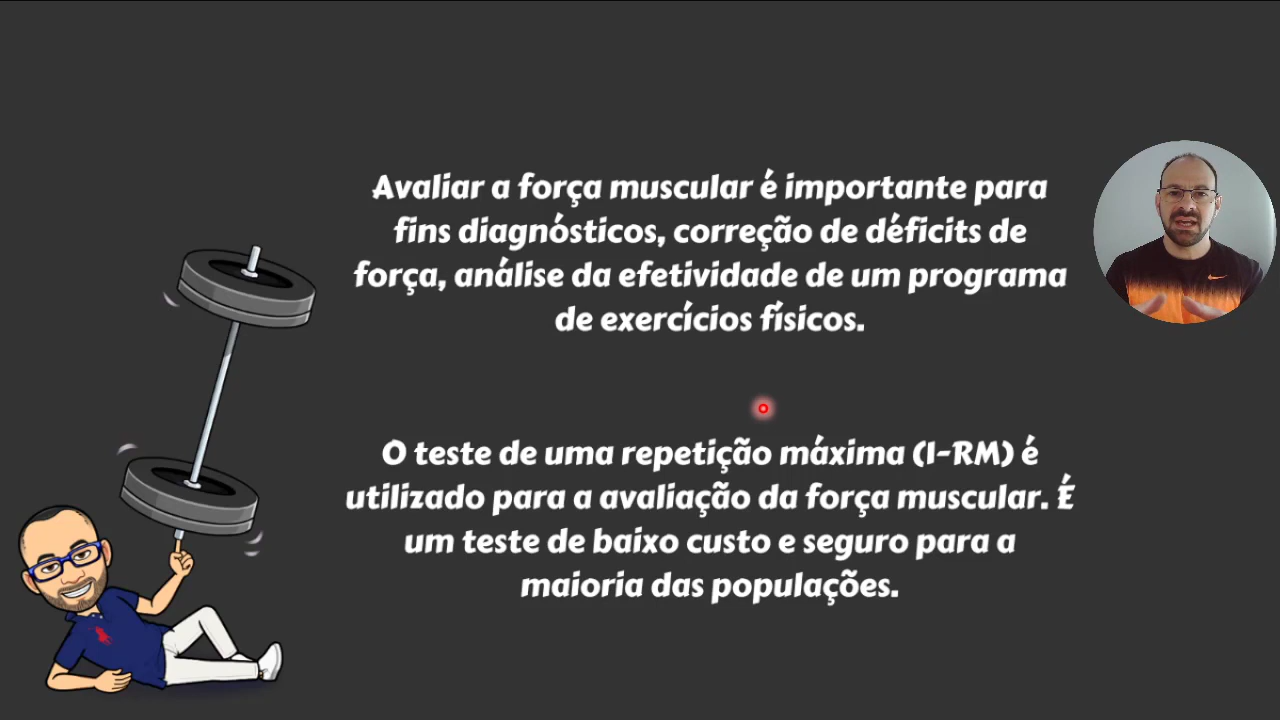 Avaliar a força muscular é importante para
fins diagnósticos, correção de déficits de
força, análise da efetividade de um programa
de exercícios físicos.
O teste de uma repetição máxima (1-RM) é
utilizado para a avaliação da força muscular. É
um teste de baixo custo e seguro para a
maioria das populações.